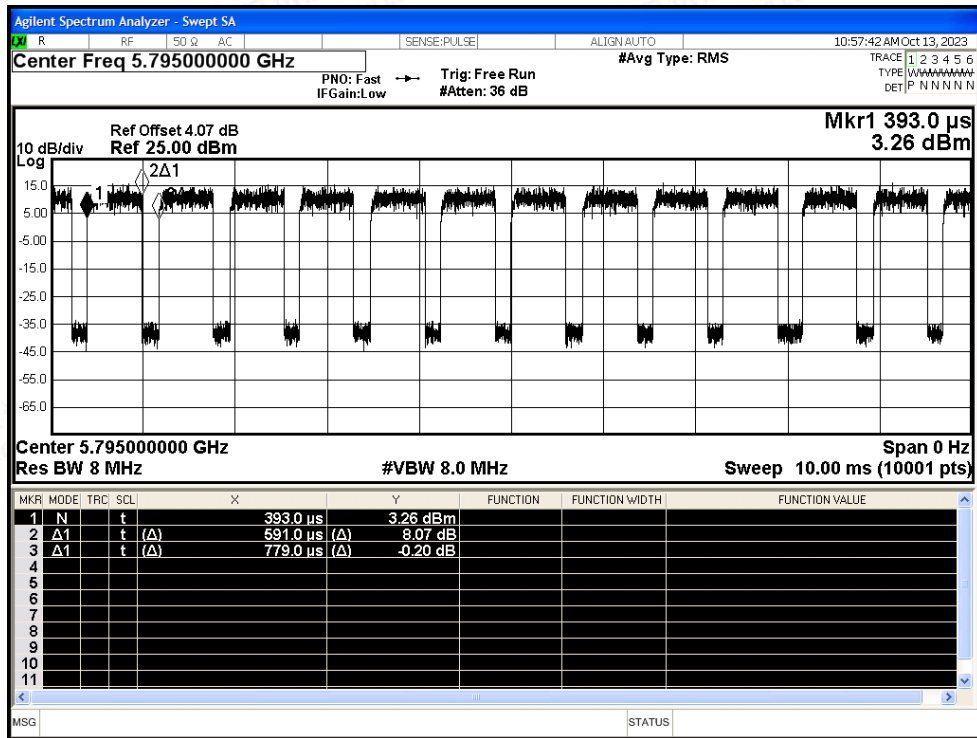 Agilent Spectrum Analyzer - Swept SA
LXI R RF 50 Ω AC SENSE:PULSE ALIGN AUTO 10:57:42 AM Oct 13, 2023
Center Freq 5.795000000 GHz #Avg Type: RMS TRACE 1 2 3 4 5 6
PNO: Fast Trig: Free Run TYPE W
IFGain:Low #Atten: 36 dB DET P N N N N N
Mkr1 393.0 µs
Ref Offset 4.07 dB
10 dB/div Ref 25.00 dBm 3.26 dBm
Log
2Δ1
15.0
1
5.00
-5.00
-15.0
-25.0
-35.0
-45.0
-55.0
-65.0
Center 5.795000000 GHz Span 0 Hz
Res BW 8 MHz #VBW 8.0 MHz Sweep 10.00 ms (10001 pts)
MKR MODE TRC SCL X Y FUNCTION FUNCTION WIDTH FUNCTION VALUE
1 N t 393.0 µs 3.26 dBm
2 Δ1 t (Δ) 591.0 µs (Δ) 8.07 dB
3 Δ1 t (Δ) 779.0 µs (Δ) -0.20 dB
4
5
6
7
8
9
10
11
MSG STATUS